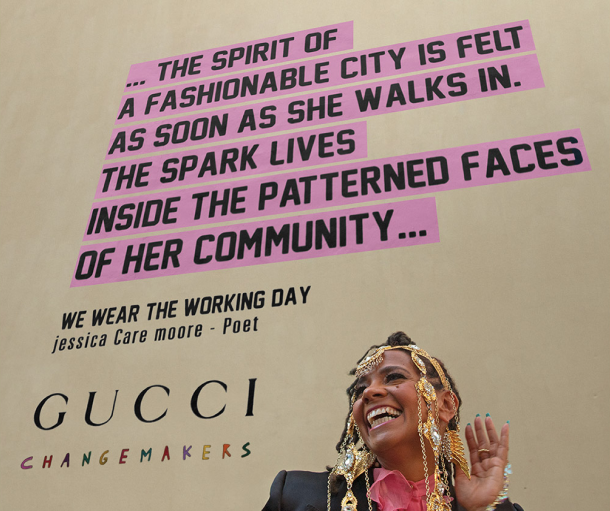 ... THE SPIRIT OF
A FASHIONABLE CITY IS FELT
AS SOON AS SHE WALKS IN.
THE SPARK LIVES
INSIDE THE PATTERNED FACES
OF HER COMMUNITY...
WE WEAR THE WORKING DAY
jessica Care moore - Poet
GUCCI
CHANGEMAKERS